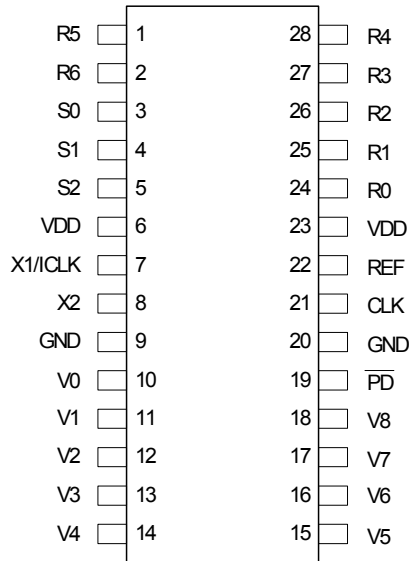 R5 1 28 R4
R6 2 27 R3
S0 3 26 R2
S1 4 25 R1
S2 5 24 R0
VDD 6 23 VDD
X1/ICLK 7 22 REF
X2 8 21 CLK
GND 9 20 GND
V0 10 19 P̅D̅
V1 11 18 V8
V2 12 17 V7
V3 13 16 V6
V4 14 15 V5